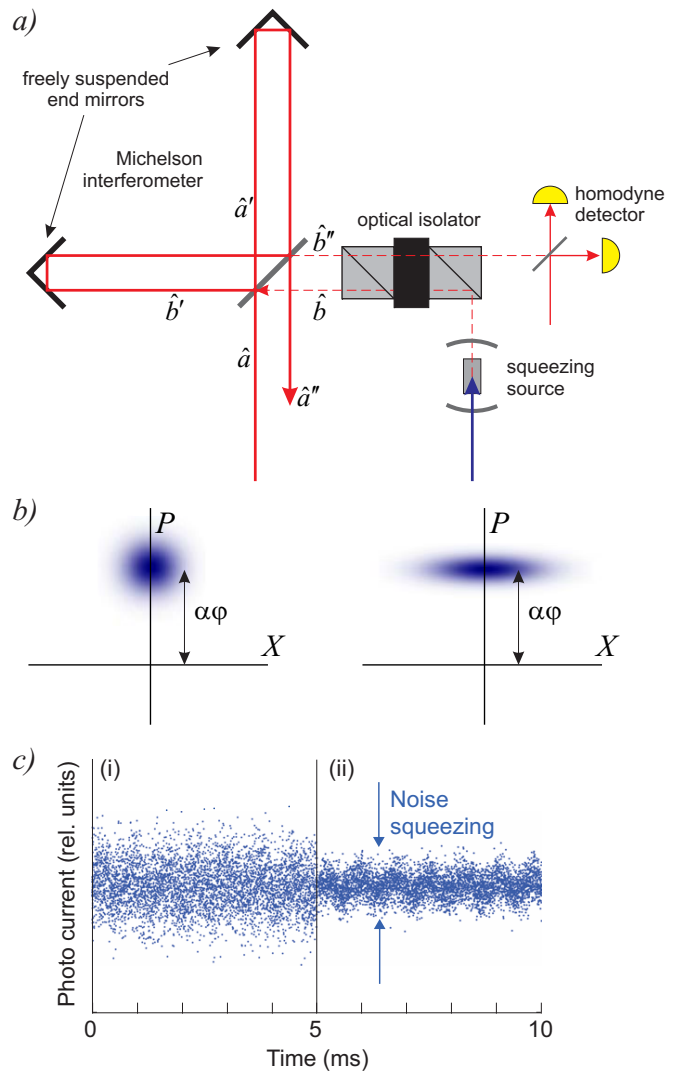 a)
freely suspended
end mirrors
Michelson
interferometer
â′
b̂″
optical isolator
homodyne
detector
b̂′
b̂
â
â″
squeezing
source
b)
P
αφ
X
P
αφ
X
c)
(i)
(ii)
Noise
squeezing
Photo current (rel. units)
0
5
10
Time (ms)